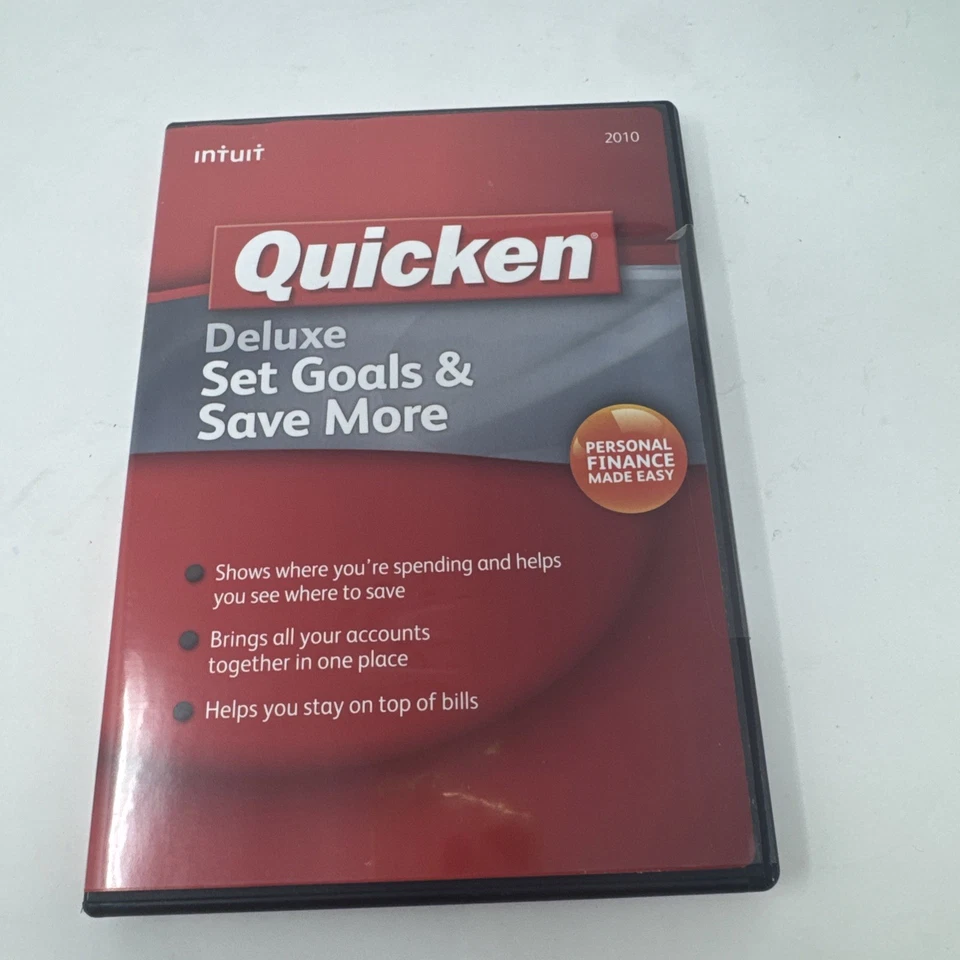 intuit
2010
Quicken®
Deluxe
Set Goals &
Save More
PERSONAL
FINANCE
MADE EASY
Shows where you're spending and helps
you see where to save
Brings all your accounts
together in one place
Helps you stay on top of bills